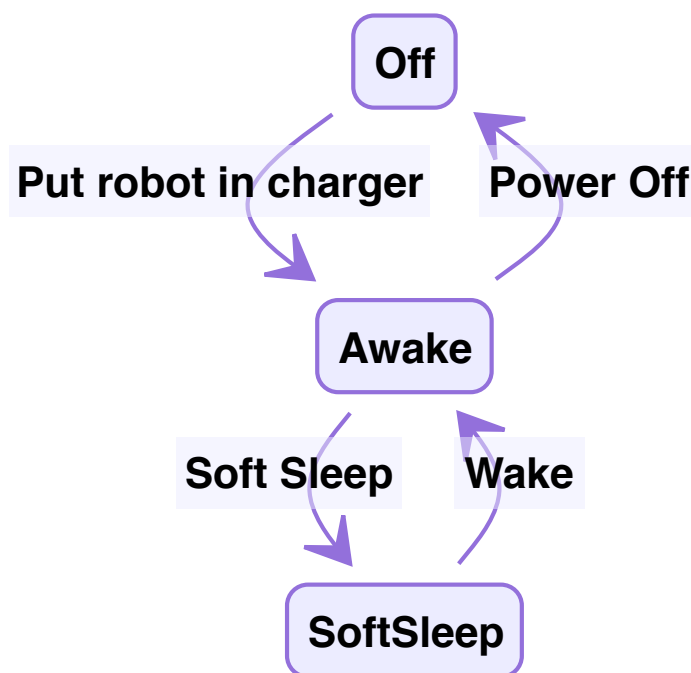 Off
Put robot in charger
Power Off
Awake
Soft Sleep
Wake
SoftSleep